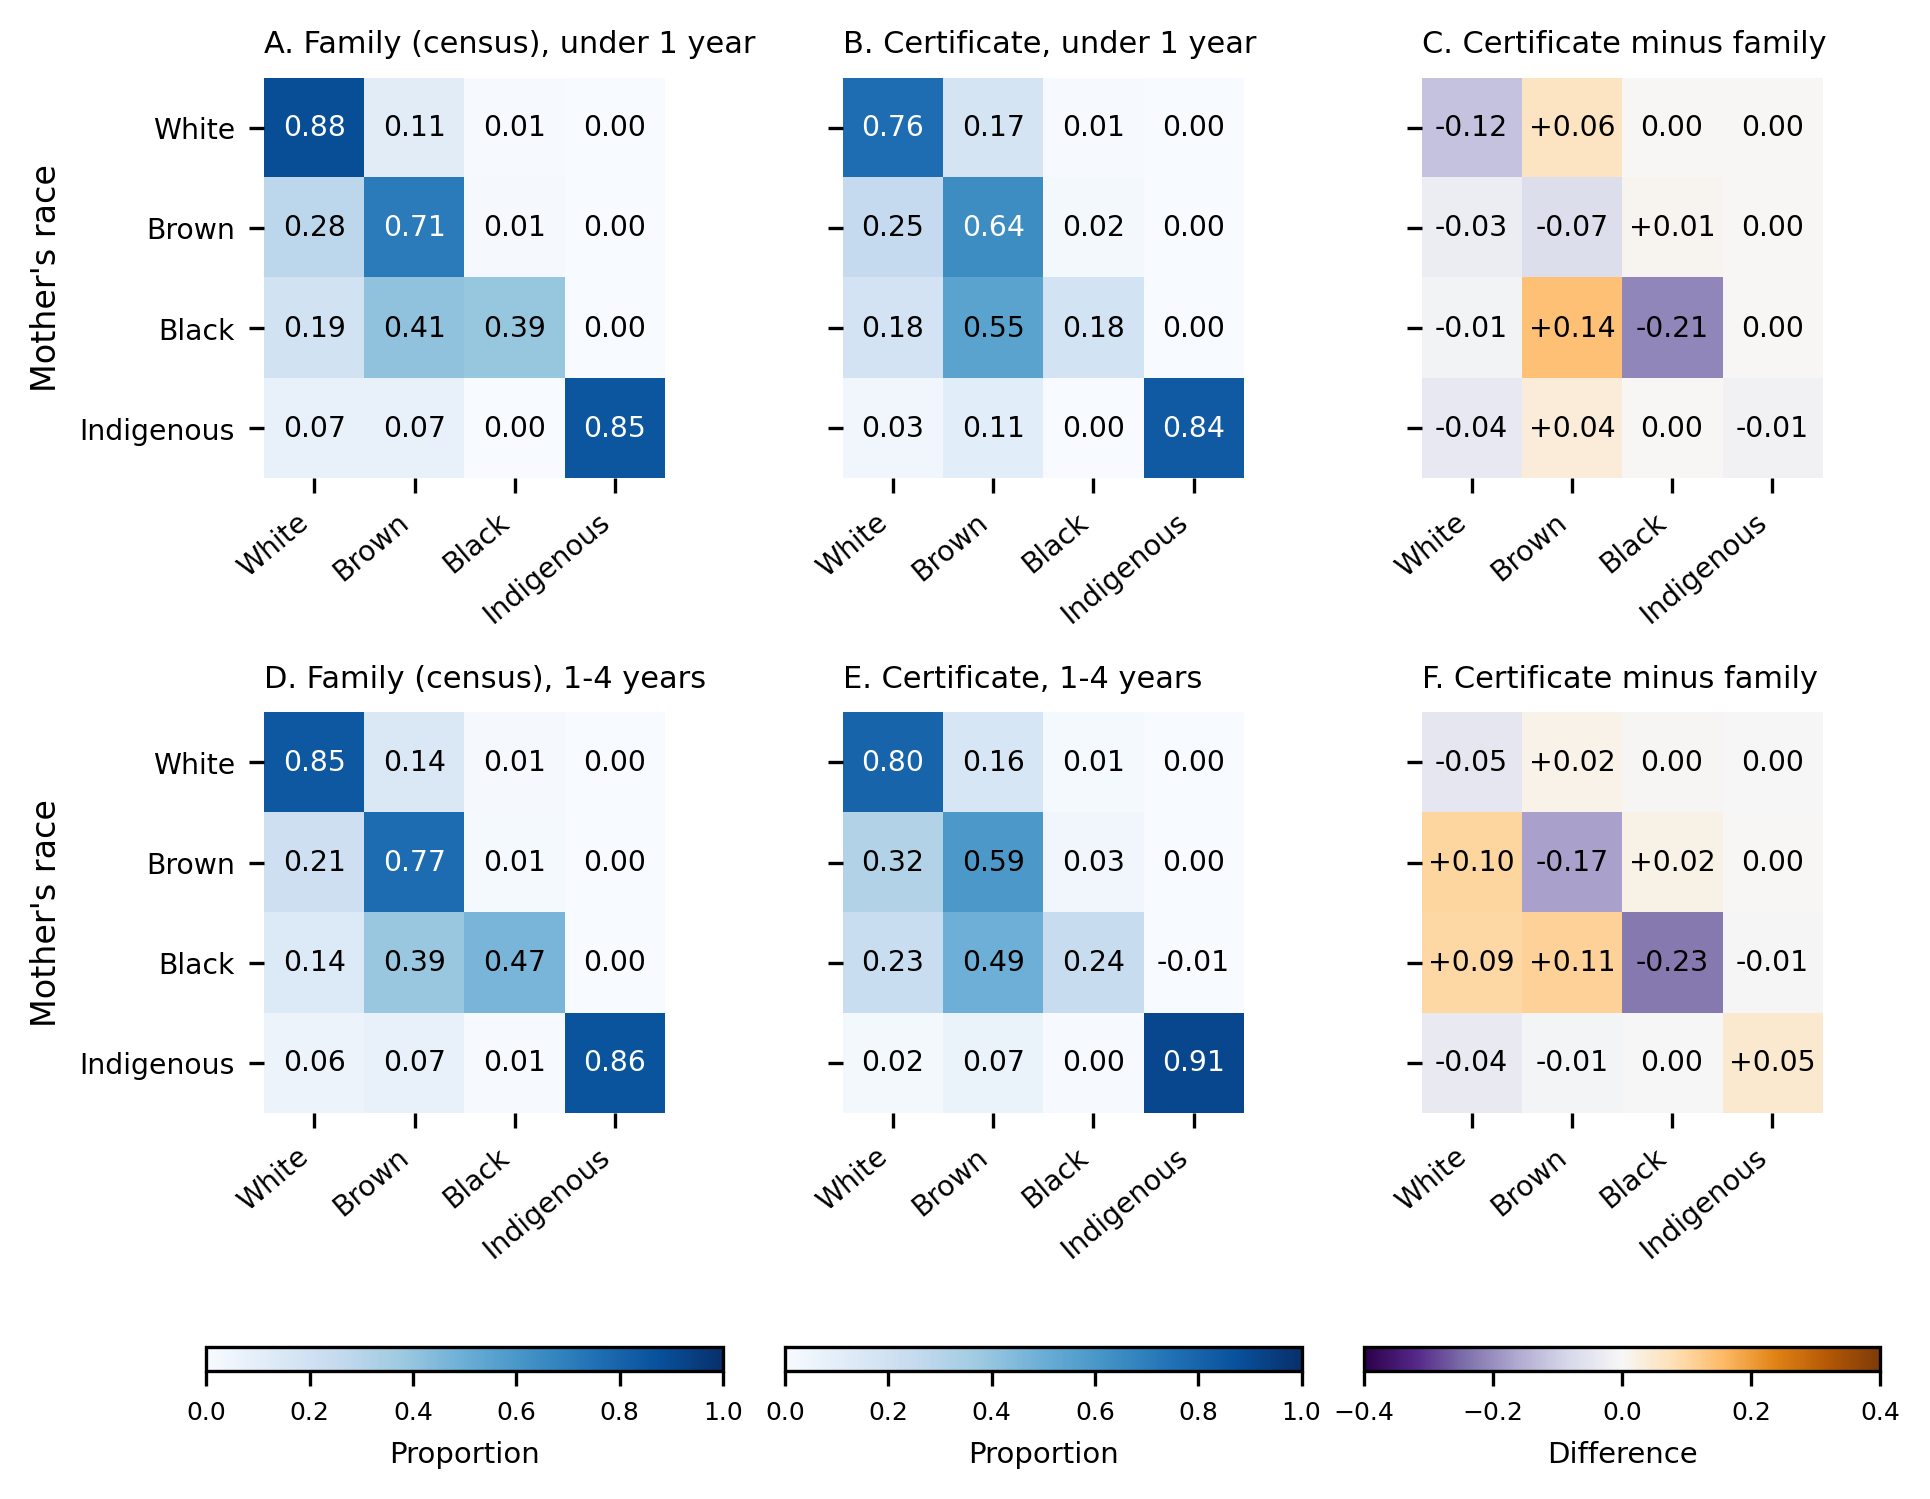 A. Family (census), under 1 year
B. Certificate, under 1 year
C. Certificate minus family
Mother's race
White
0.88 0.11 0.01 0.00
0.76 0.17 0.01 0.00
-0.12 +0.06 0.00 0.00
Brown
0.28 0.71 0.01 0.00
0.25 0.64 0.02 0.00
-0.03 -0.07 +0.01 0.00
Black
0.19 0.41 0.39 0.00
0.18 0.55 0.18 0.00
-0.01 +0.14 -0.21 0.00
Indigenous
0.07 0.07 0.00 0.85
0.03 0.11 0.00 0.84
-0.04 +0.04 0.00 -0.01
White Brown Black Indigenous
White Brown Black Indigenous
White Brown Black Indigenous
D. Family (census), 1-4 years
E. Certificate, 1-4 years
F. Certificate minus family
Mother's race
White
0.85 0.14 0.01 0.00
0.80 0.16 0.01 0.00
-0.05 +0.02 0.00 0.00
Brown
0.21 0.77 0.01 0.00
0.32 0.59 0.03 0.00
+0.10 -0.17 +0.02 0.00
Black
0.14 0.39 0.47 0.00
0.23 0.49 0.24 -0.01
+0.09 +0.11 -0.23 -0.01
Indigenous
0.06 0.07 0.01 0.86
0.02 0.07 0.00 0.91
-0.04 -0.01 0.00 +0.05
White Brown Black Indigenous
White Brown Black Indigenous
White Brown Black Indigenous
0.0 0.2 0.4 0.6 0.8 1.0
0.0 0.2 0.4 0.6 0.8 1.0
−0.4 −0.2 0.0 0.2 0.4
Proportion
Proportion
Difference